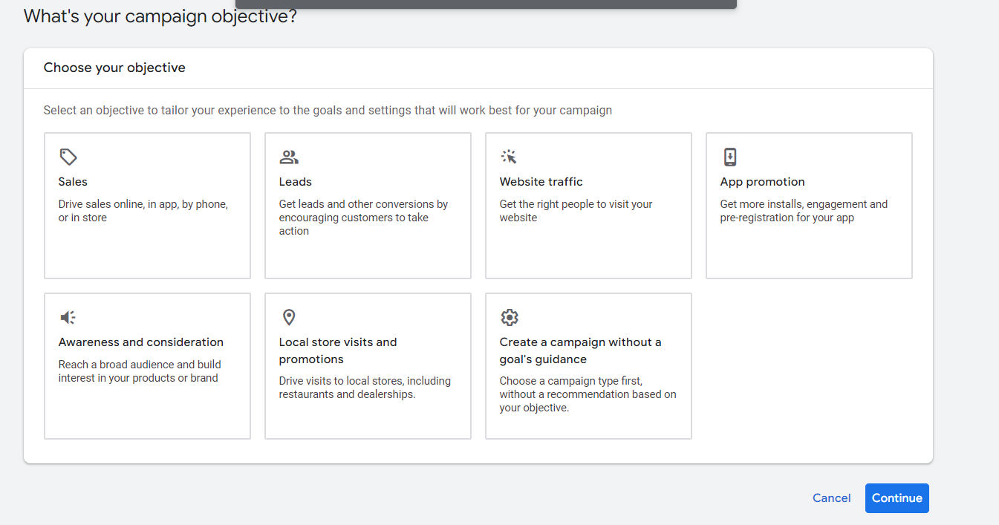 What's your campaign objective?
Choose your objective
Select an objective to tailor your experience to the goals and settings that will work best for your campaign
Sales
Drive sales online, in app, by phone,
or in store
Leads
Get leads and other conversions by
encouraging customers to take
action
Website traffic
Get the right people to visit your
website
App promotion
Get more installs, engagement and
pre-registration for your app
Awareness and consideration
Reach a broad audience and build
interest in your products or brand
Local store visits and
promotions
Drive visits to local stores, including
restaurants and dealerships.
Create a campaign without a
goal's guidance
Choose a campaign type first,
without a recommendation based on
your objective.
Cancel
Continue